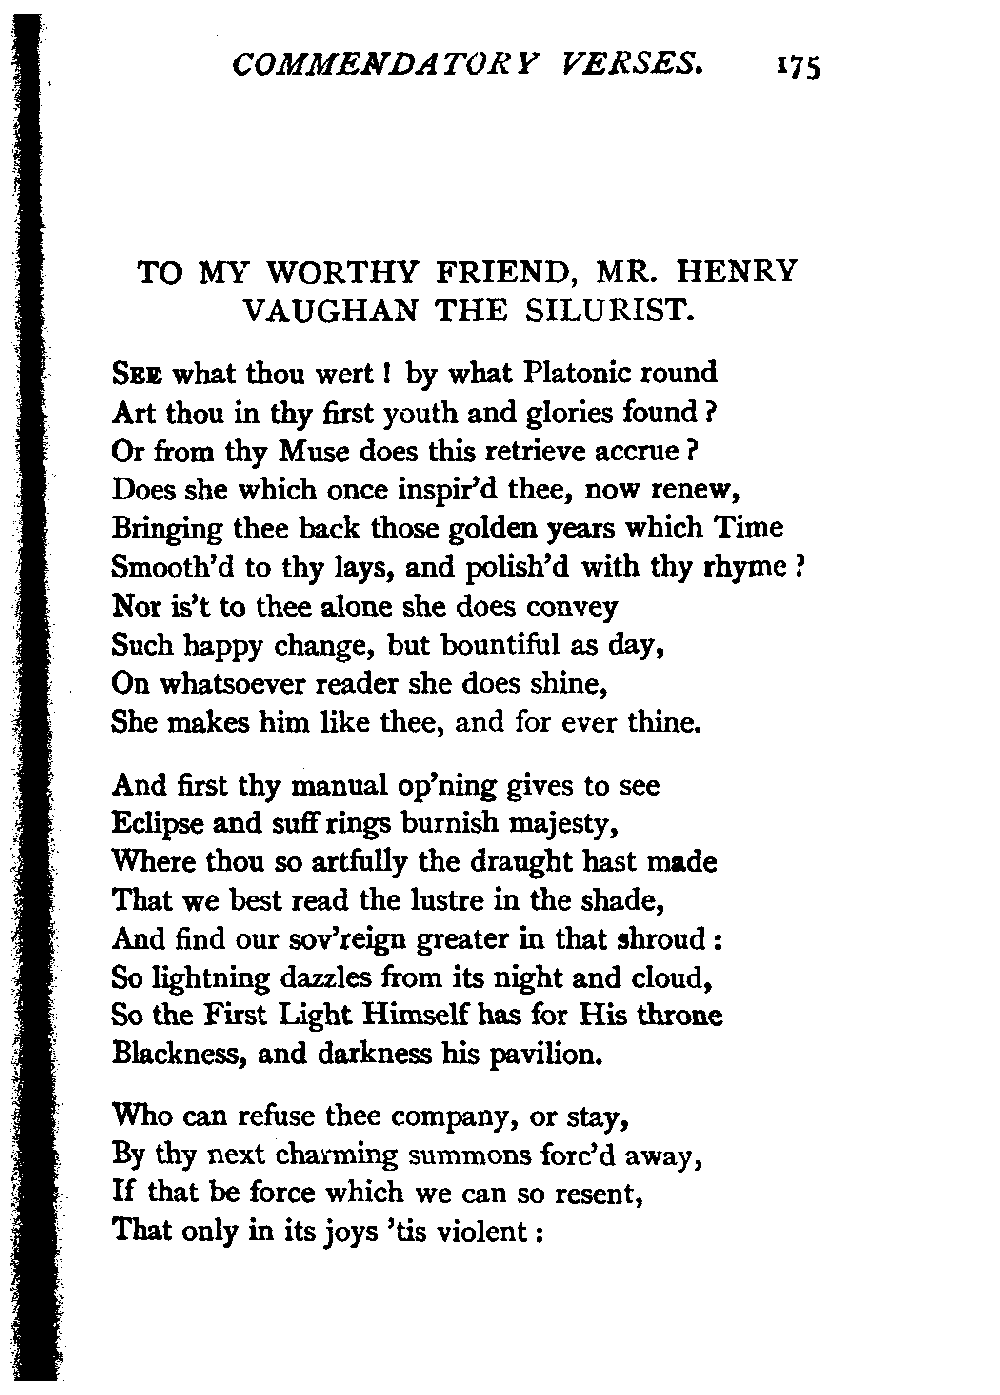 COMMENDATORY VERSES. 175
TO MY WORTHY FRIEND, MR. HENRY
VAUGHAN THE SILURIST.
SEE what thou wert! by what Platonic round
Art thou in thy first youth and glories found?
Or from thy Muse does this retrieve accrue?
Does she which once inspir'd thee, now renew,
Bringing thee back those golden years which Time
Smooth'd to thy lays, and polish'd with thy rhyme?
Nor is't to thee alone she does convey
Such happy change, but bountiful as day,
On whatsoever reader she does shine,
She makes him like thee, and for ever thine.
And first thy manual op'ning gives to see
Eclipse and suff'rings burnish majesty,
Where thou so artfully the draught hast made
That we best read the lustre in the shade,
And find our sov'reign greater in that shroud:
So lightning dazzles from its night and cloud,
So the First Light Himself has for His throne
Blackness, and darkness his pavilion.
Who can refuse thee company, or stay,
By thy next charming summons forc'd away,
If that be force which we can so resent,
That only in its joys 'tis violent: